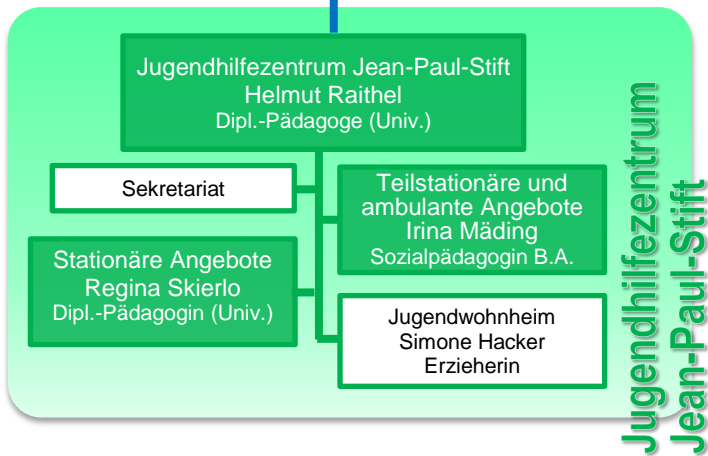 Jugendhilfezentrum Jean-Paul-Stift
Helmut Raithel
Dipl.-Pädagoge (Univ.)
Sekretariat
Teilstationäre und
ambulante Angebote
Irina Mäding
Sozialpädagogin B.A.
Stationäre Angebote
Regina Skierlo
Dipl.-Pädagogin (Univ.)
Jugendwohnheim
Simone Hacker
Erzieherin
Jugendhilfezentrum
Jean-Paul-Stift